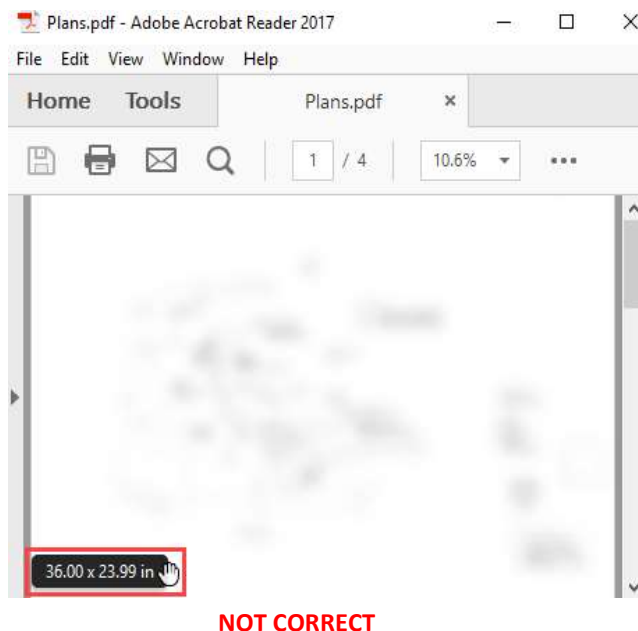 Plans.pdf - Adobe Acrobat Reader 2017
File Edit View Window Help
Home Tools Plans.pdf ×
1 / 4 10.6%
36.00 x 23.99 in
NOT CORRECT